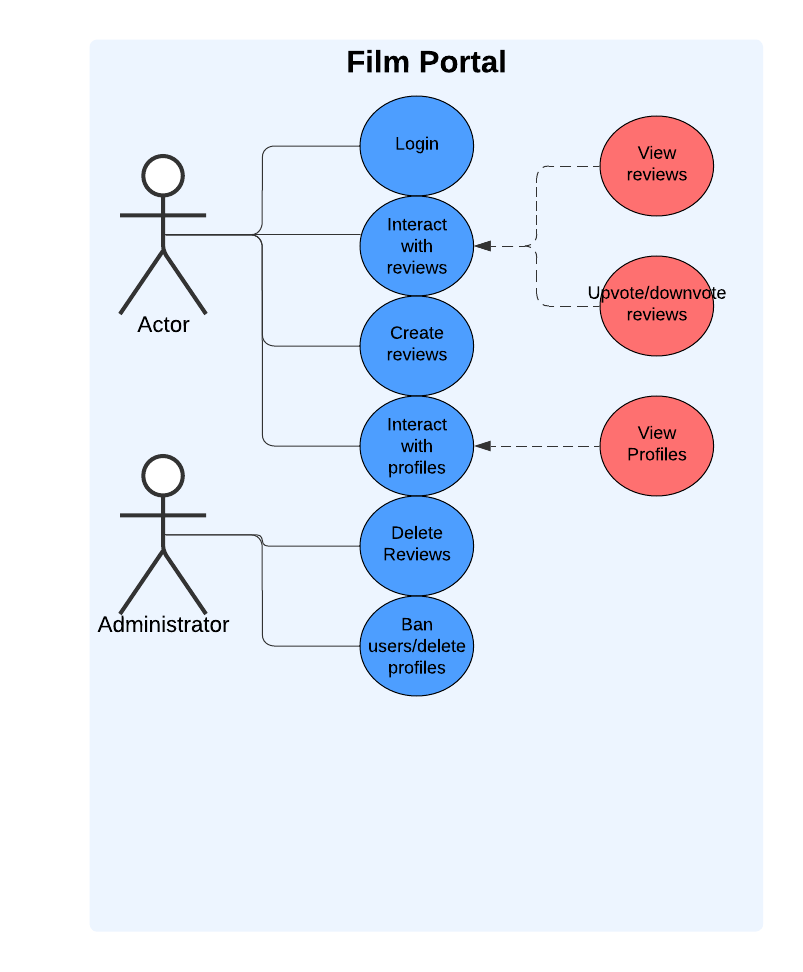 Film Portal
Login
View
reviews
Interact
with
reviews
Upvote/downvote
reviews
Actor
Create
reviews
Interact
with
profiles
View
Profiles
Delete
Reviews
Administrator
Ban
users/delete
profiles